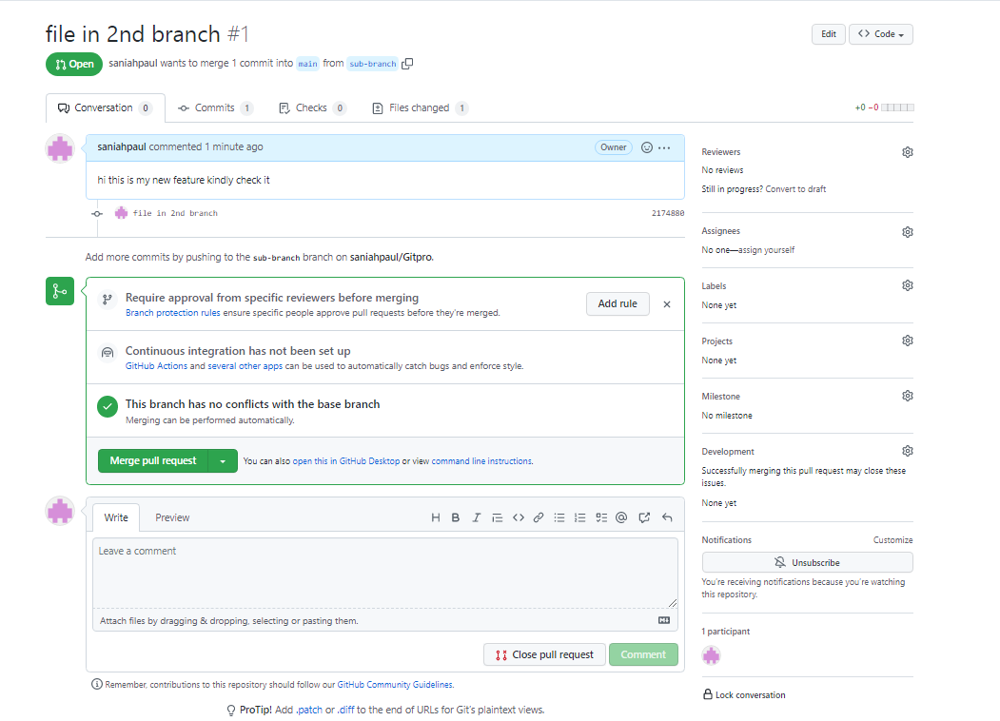 file in 2nd branch #1
Edit
Code
Open
saniahpaul wants to merge 1 commit into main from sub-branch
Conversation 0
Commits 1
Checks 0
Files changed 1
+0 −0
saniahpaul commented 1 minute ago
Owner
hi this is my new feature kindly check it
file in 2nd branch
2174880
Add more commits by pushing to the sub-branch branch on saniahpaul/Gitpro.
Require approval from specific reviewers before merging
Branch protection rules ensure specific people approve pull requests before they're merged.
Add rule
Continuous integration has not been set up
GitHub Actions and several other apps can be used to automatically catch bugs and enforce style.
This branch has no conflicts with the base branch
Merging can be performed automatically.
Merge pull request
You can also open this in GitHub Desktop or view command line instructions.
Write
Preview
Leave a comment
Attach files by dragging & dropping, selecting or pasting them.
Close pull request
Comment
Remember, contributions to this repository should follow our GitHub Community Guidelines.
ProTip! Add .patch or .diff to the end of URLs for Git's plaintext views.
Reviewers
No reviews
Still in progress? Convert to draft
Assignees
No one—assign yourself
Labels
None yet
Projects
None yet
Milestone
No milestone
Development
Successfully merging this pull request may close these
issues.
None yet
Notifications
Customize
Unsubscribe
You're receiving notifications because you're watching
this repository.
1 participant
Lock conversation